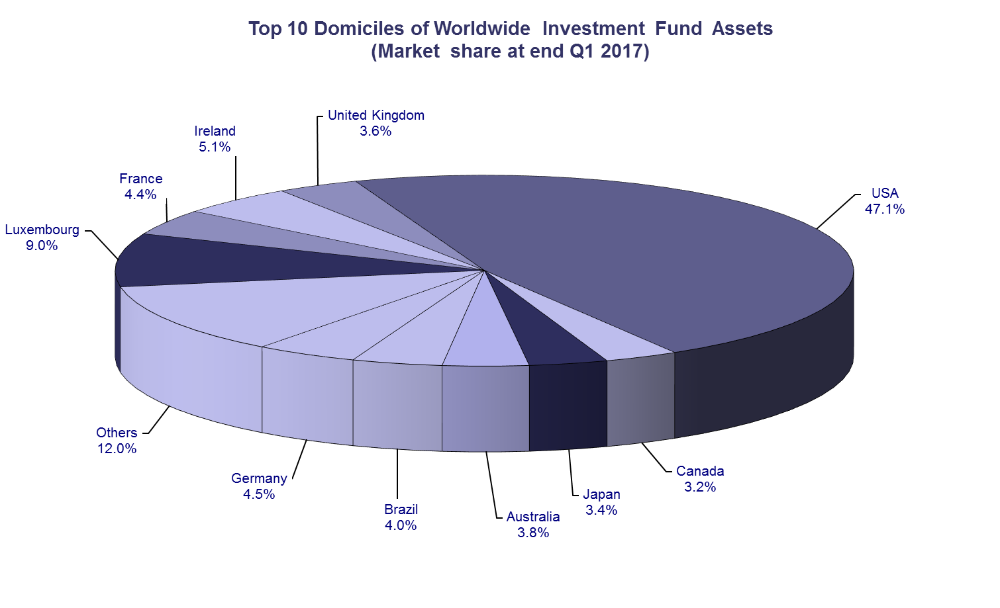 Top 10 Domiciles of Worldwide Investment Fund Assets
(Market share at end Q1 2017)
United Kingdom
3.6%
Ireland
5.1%
France
4.4%
USA
47.1%
Luxembourg
9.0%
Others
12.0%
Germany
4.5%
Brazil
4.0%
Australia
3.8%
Japan
3.4%
Canada
3.2%